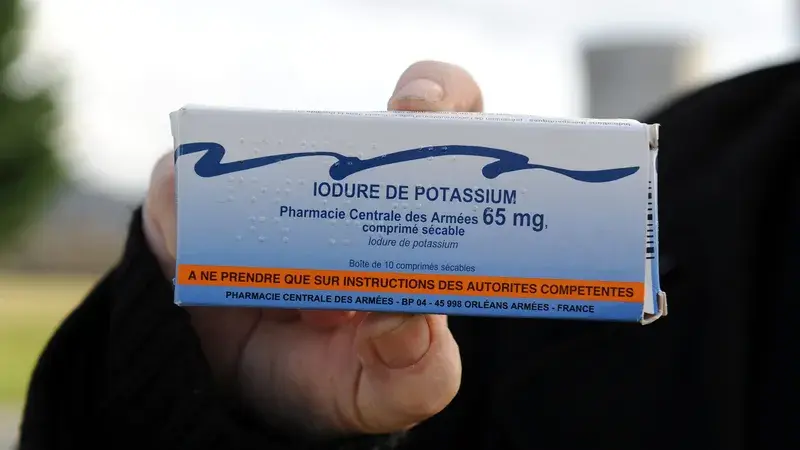 IODURE DE POTASSIUM
Pharmacie Centrale des Armées 65 mg,
comprimé sécable
Iodure de potassium
Boîte de 10 comprimés sécables
A NE PRENDRE QUE SUR INSTRUCTIONS DES AUTORITES COMPETENTES
PHARMACIE CENTRALE DES ARMÉES - BP 04 - 45 998 ORLÉANS ARMÉES - FRANCE